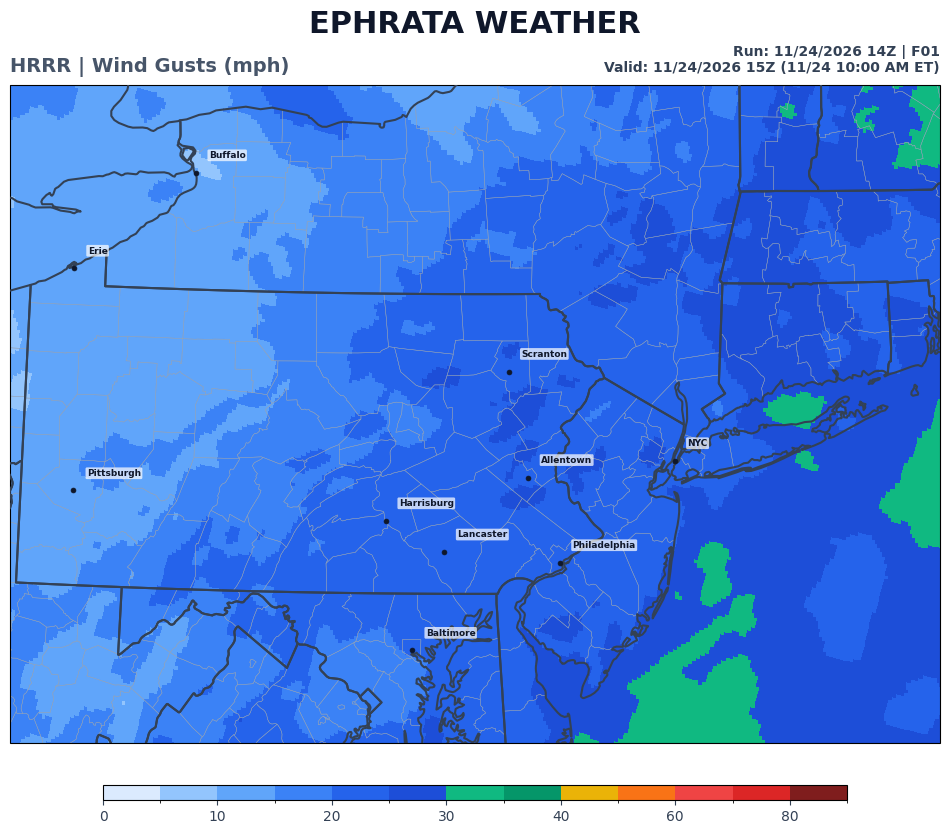 EPHRATA WEATHER
HRRR | Wind Gusts (mph)
Run: 11/24/2026 14Z | F01
Valid: 11/24/2026 15Z (11/24 10:00 AM ET)
Buffalo
Erie
Scranton
NYC
Allentown
Pittsburgh
Harrisburg
Lancaster
Philadelphia
Baltimore
0 10 20 30 40 50 60 70 80